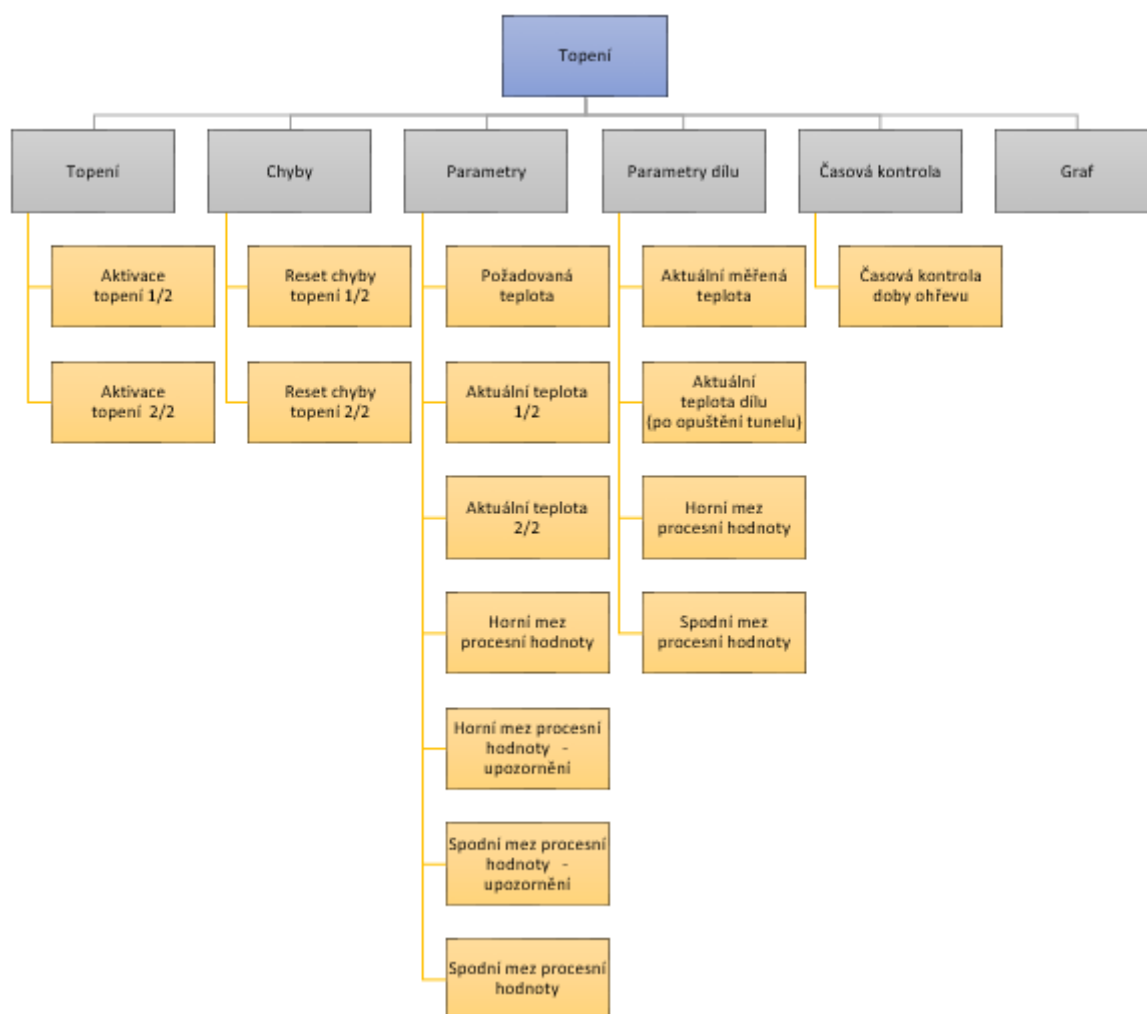 Topení
Topení
Chyby
Parametry
Parametry dílu
Časová kontrola
Graf
Aktivace
topení 1/2
Aktivace
topení  2/2
Reset chyby
topení 1/2
Reset chyby
topení 2/2
Požadovaná
teplota
Aktuální teplota
1/2
Aktuální teplota
2/2
Horní mez
procesní hodnoty
Horní mez procesní
hodnoty   -
upozornění
Spodní mez procesní
hodnoty   -
upozornění
Spodní mez procesní
hodnoty
Aktuální měřená
teplota
Aktuální
teplota dílu
(po opuštění tunelu)
Horní mez
procesní hodnoty
Spodní mez
procesní hodnoty
Časová kontrola
doby ohřevu